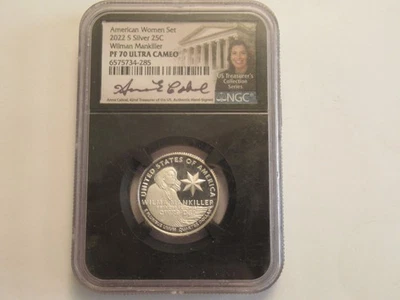 American Women Set
2022 S Silver 25C
Wilman Mankiller
PF 70 ULTRA CAMEO
6575734-285
US Treasurer's
Collection
Series
NGC
UNITED STATES OF AMERICA
WILMA MANKILLER